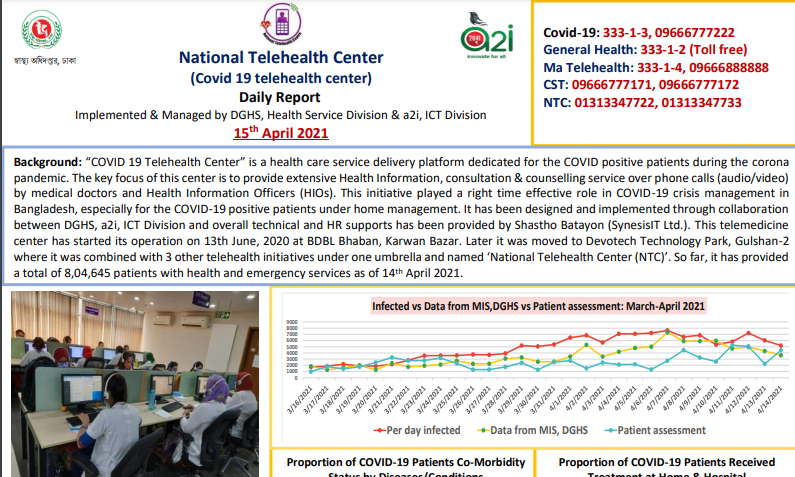 স্বাস্থ্য অধিদপ্তর, ঢাকা
a2i
innovate for all
National Telehealth Center
(Covid 19 telehealth center)
Daily Report
Implemented & Managed by DGHS, Health Service Division & a2i, ICT Division
15th April 2021
Covid-19: 333-1-3, 09666777222
General Health: 333-1-2 (Toll free)
Ma Telehealth: 333-1-4, 09666888888
CST: 09666777171, 09666777172
NTC: 01313347722, 01313347733
Background: “COVID 19 Telehealth Center” is a health care service delivery platform dedicated for the COVID positive patients during the corona
pandemic. The key focus of this center is to provide extensive Health Information, consultation & counselling service over phone calls (audio/video)
by medical doctors and Health Information Officers (HIOs). This initiative played a right time effective role in COVID-19 crisis management in
Bangladesh, especially for the COVID-19 positive patients under home management. It has been designed and implemented through collaboration
between DGHS, a2i, ICT Division and overall technical and HR supports has been provided by Shastho Batayon (SynesisIT Ltd.). This telemedicine
center has started its operation on 13th June, 2020 at BDBL Bhaban, Karwan Bazar. Later it was moved to Devotech Technology Park, Gulshan-2
where it was combined with 3 other telehealth initiatives under one umbrella and named ‘National Telehealth Center (NTC)’. So far, it has provided
a total of 8,04,645 patients with health and emergency services as of 14th April 2021.
Infected vs Data from MIS,DGHS vs Patient assessment: March-April 2021
9000
8000
7000
6000
5000
4000
3000
2000
1000
0
3/16/2021 3/17/2021 3/18/2021 3/19/2021 3/20/2021 3/21/2021 3/22/2021 3/23/2021 3/24/2021 3/25/2021 3/26/2021 3/27/2021 3/28/2021 3/29/2021 3/30/2021 3/31/2021 4/1/2021 4/2/2021 4/3/2021 4/4/2021 4/5/2021 4/6/2021 4/7/2021 4/8/2021 4/9/2021 4/10/2021 4/11/2021 4/12/2021 4/13/2021 4/14/2021
Per day infected Data from MIS, DGHS Patient assessment
Proportion of COVID-19 Patients Co-Morbidity
Status by Diseases/Conditions
Proportion of COVID-19 Patients Received
Treatment at Home & Hospital